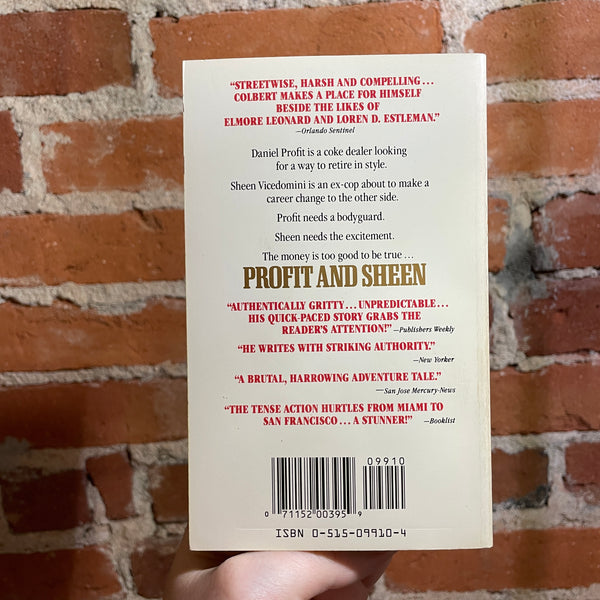 “STREETWISE, HARSH AND COMPELLING...
COLBERT MAKES A PLACE FOR HIMSELF
BESIDE THE LIKES OF
ELMORE LEONARD AND LOREN D. ESTLEMAN.”
—Orlando Sentinel
Daniel Profit is a coke dealer looking
for a way to retire in style.
Sheen Vicedomini is an ex-cop about to make a
career change to the other side.
Profit needs a bodyguard.
Sheen needs the excitement.
The money is too good to be true...
PROFIT AND SHEEN
“AUTHENTICALLY GRITTY...UNPREDICTABLE...
HIS QUICK-PACED STORY GRABS THE
READER’S ATTENTION!” —Publishers Weekly
“HE WRITES WITH STRIKING AUTHORITY.”
—New Yorker
“A BRUTAL, HARROWING ADVENTURE TALE.”
—San Jose Mercury-News
“THE TENSE ACTION HURTLES FROM MIAMI TO
SAN FRANCISCO...A STUNNER!” —Booklist
09910
0 71152 00395 9
ISBN 0-515-09910-4